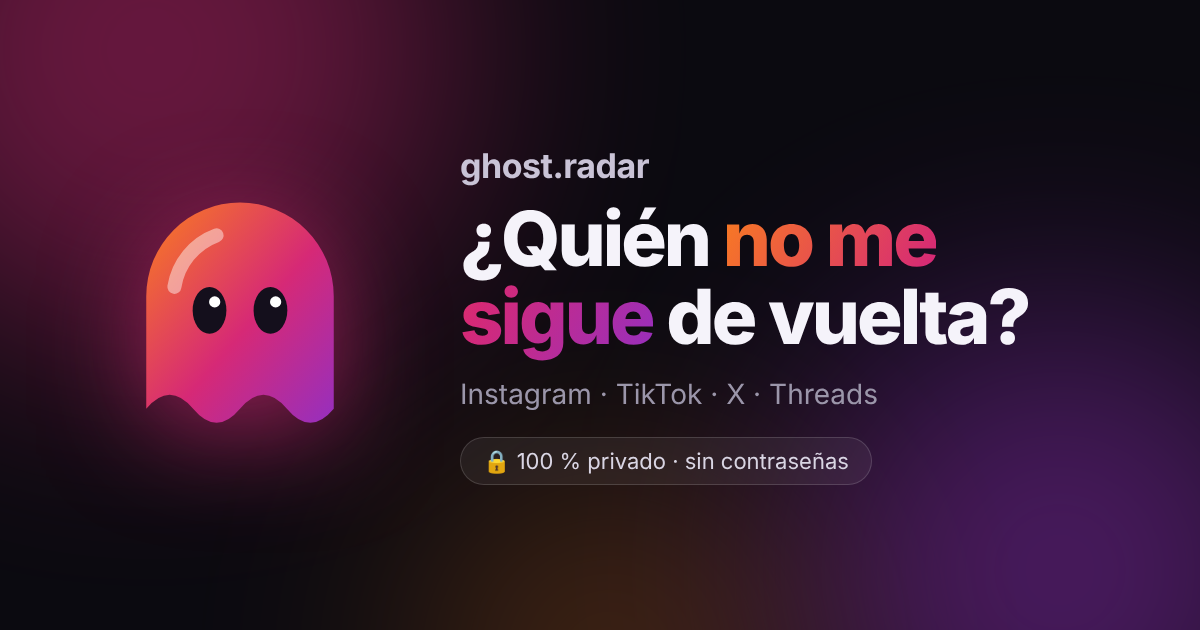 ghost.radar
¿Quién no me
sigue de vuelta?
Instagram · TikTok · X · Threads
🔒 100 % privado · sin contraseñas